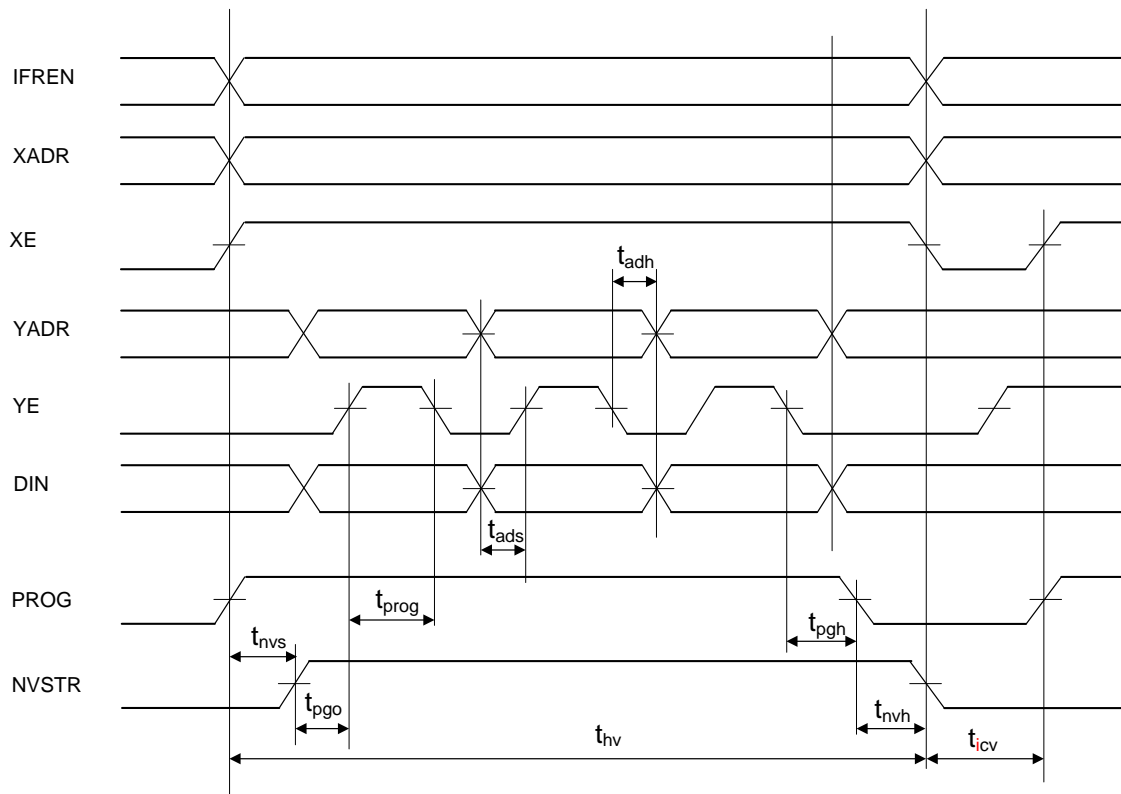 IFREN
XADR
XE
tadh
YADR
YE
DIN
tads
PROG
tprog
tnvs
tpgh
NVSTR
tpgo
tnvh
thv
ticv